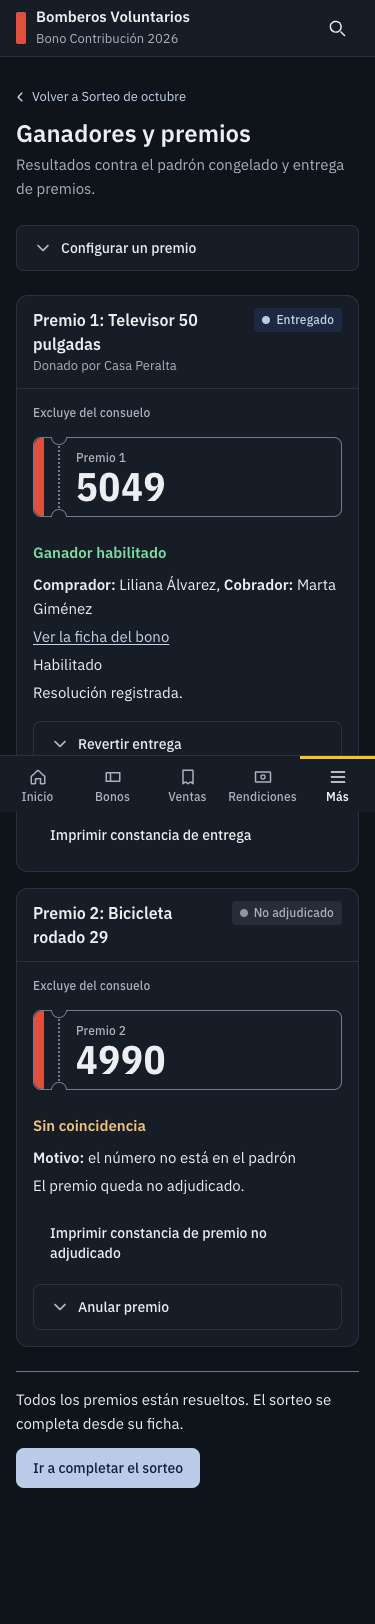 Bomberos Voluntarios
Bono Contribución 2026
Volver a Sorteo de octubre
Ganadores y premios
Resultados contra el padrón congelado y entrega
de premios.
Configurar un premio
Premio 1: Televisor 50
pulgadas
Entregado
Donado por Casa Peralta
Excluye del consuelo
Premio 1
5049
Ganador habilitado
Comprador: Liliana Álvarez, Cobrador: Marta
Giménez
Ver la ficha del bono
Habilitado
Resolución registrada.
Revertir entrega
Inicio
Bonos
Ventas
Rendiciones
Más
Imprimir constancia de entrega
Premio 2: Bicicleta
rodado 29
No adjudicado
Excluye del consuelo
Premio 2
4990
Sin coincidencia
Motivo: el número no está en el padrón
El premio queda no adjudicado.
Imprimir constancia de premio no
adjudicado
Anular premio
Todos los premios están resueltos. El sorteo se
completa desde su ficha.
Ir a completar el sorteo